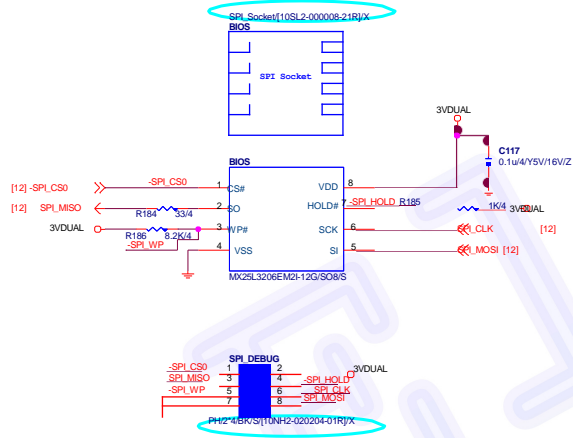 SPI_Socket/[10SL2-000008-21R]/X
BIOS
SPI Socket
3VDUAL
C117
0.1u/4/Y5V/16V/Z
BIOS
[12] -SPI_CS0
-SPI_CS0
1
CS#
VDD
8
[12] SPI_MISO
R184
33/4
2
SO
HOLD#
7
-SPI_HOLD
R185
1K/4
3VDUAL
3VDUAL
R186
8.2K/4
3
WP#
SCK
6
SPI_CLK
[12]
-SPI_WP
4
VSS
SI
5
SPI_MOSI [12]
MX25L3206EM2I-12G/SO8/S
SPI_DEBUG
-SPI_CS0
1
2
3VDUAL
SPI_MISO
3
4
-SPI_HOLD
-SPI_WP
5
6
SPI_CLK
7
8
SPI_MOSI
PH/2*4/BK/S/[10NH2-020204-01R]/X